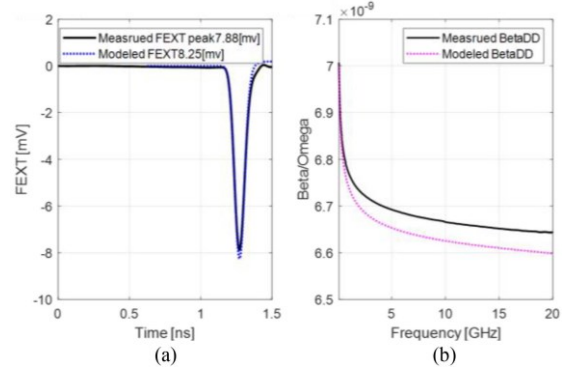 Measrued FEXT peak7.88[mv]
Modeled FEXT8.25[mv]
2
0
-2
-4
-6
-8
-10
FEXT [mV]
0
0.5
1
1.5
Time [ns]
(a)
×10⁻⁹
7.1
7
6.9
6.8
6.7
6.6
6.5
Beta/Omega
Measrued BetaDD
Modeled BetaDD
0
5
10
15
20
Frequency [GHz]
(b)